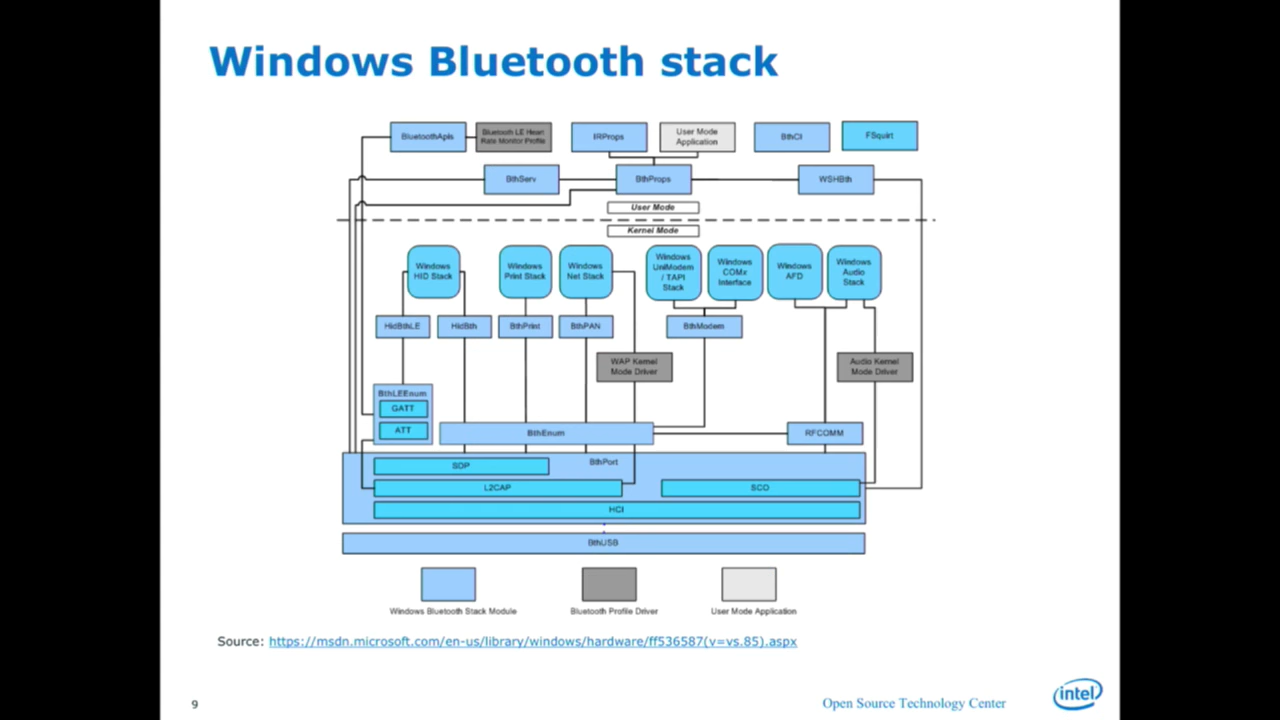 Windows Bluetooth stack
BluetoothApis
Bluetooth LE Heart
Rate Monitor Profile
IRProps
User Mode
Application
BthCI
FSquirt
BthServ
BthProps
WSHBth
User Mode
Kernel Mode
Windows
HID Stack
Windows
Print Stack
Windows
Net Stack
Windows
UniModem
/ TAPI
Stack
Windows
COMx
Interface
Windows
AFD
Windows
Audio
Stack
HidBthLE
HidBth
BthPrint
BthPAN
BthModem
WAP Kernel
Mode Driver
Audio Kernel
Mode Driver
BthLEEnum
GATT
ATT
BthEnum
RFCOMM
BthPort
SDP
L2CAP
SCO
HCI
BthUSB
Windows Bluetooth Stack Module
Bluetooth Profile Driver
User Mode Application
Source: https://msdn.microsoft.com/en-us/library/windows/hardware/ff536587(v=vs.85).aspx
9
Open Source Technology Center
intel